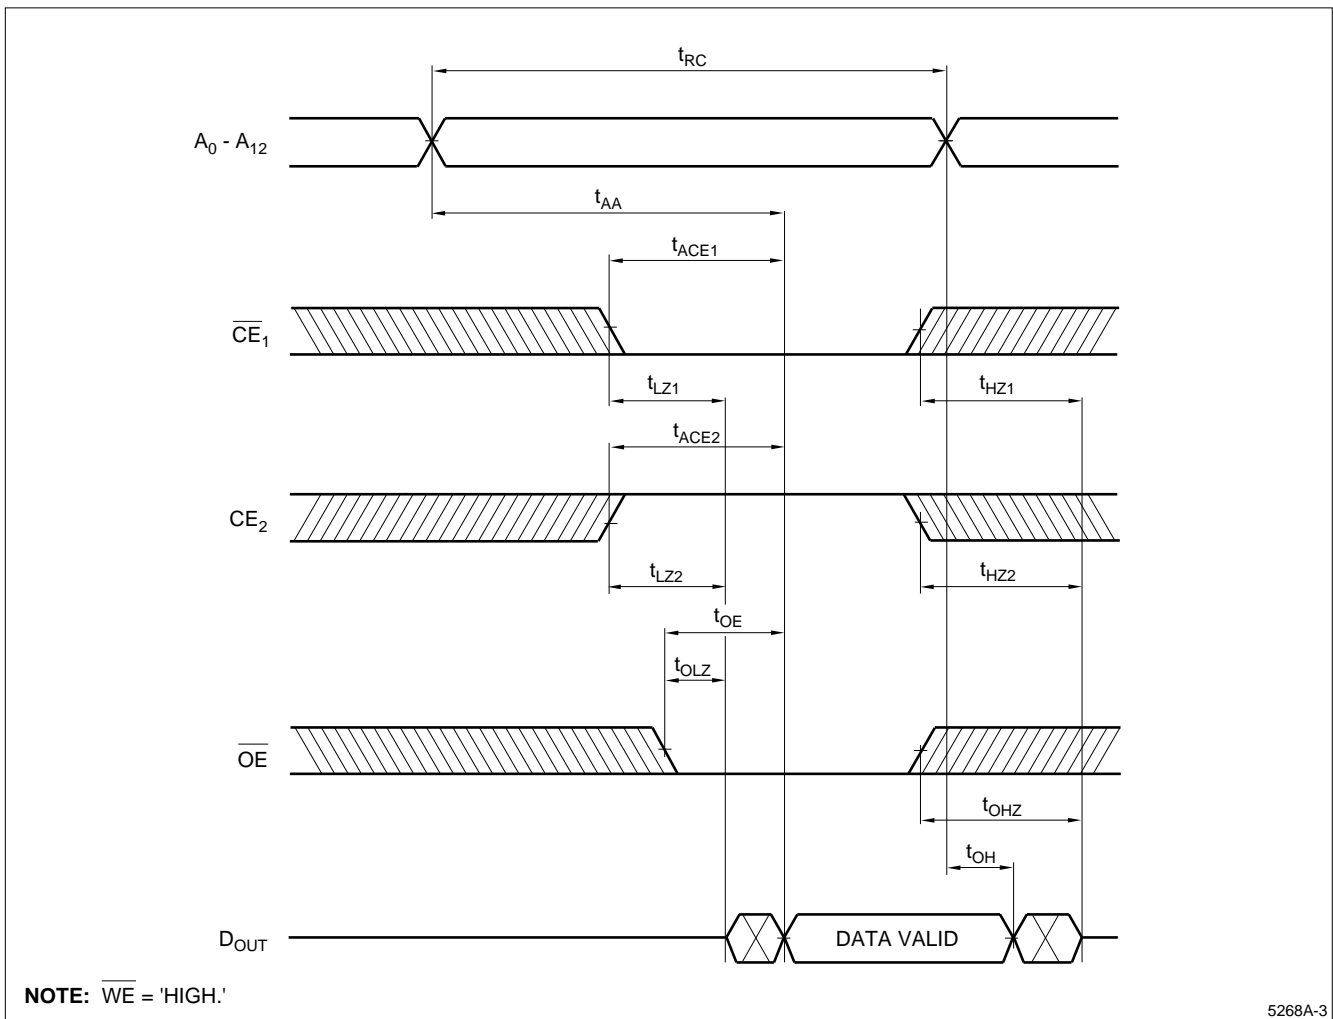 tRC
A0 - A12
tAA
tACE1
CE1
tLZ1
tHZ1
tACE2
CE2
tLZ2
tHZ2
tOE
tOLZ
OE
tOHZ
tOH
DOUT
DATA VALID
NOTE: WE = 'HIGH.'
5268A-3